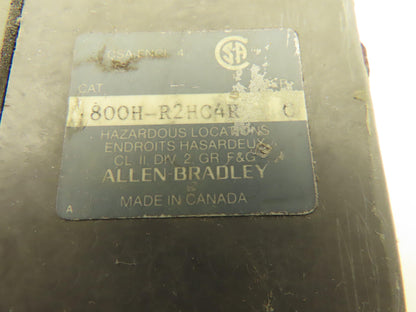 CSA ENCL 4
CSA
CAT
800H-R2HC4R C
HAZARDOUS LOCATIONS
ENDROITS HASARDEUX
CL II, DIV 2, GR F&G
ALLEN-BRADLEY
MADE IN CANADA
A